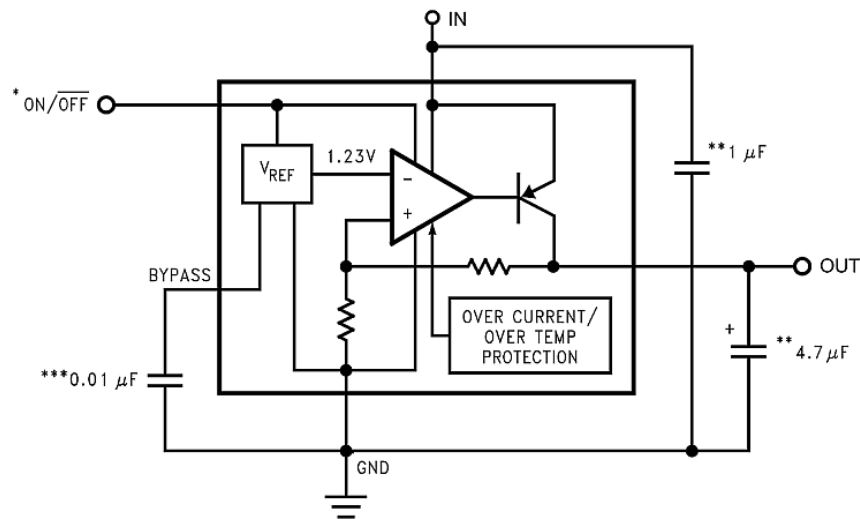 IN
*ON/OFF
1.23V
VREF
-
+
**1 μF
BYPASS
OUT
OVER CURRENT/
OVER TEMP
PROTECTION
+
**4.7 μF
***0.01 μF
GND